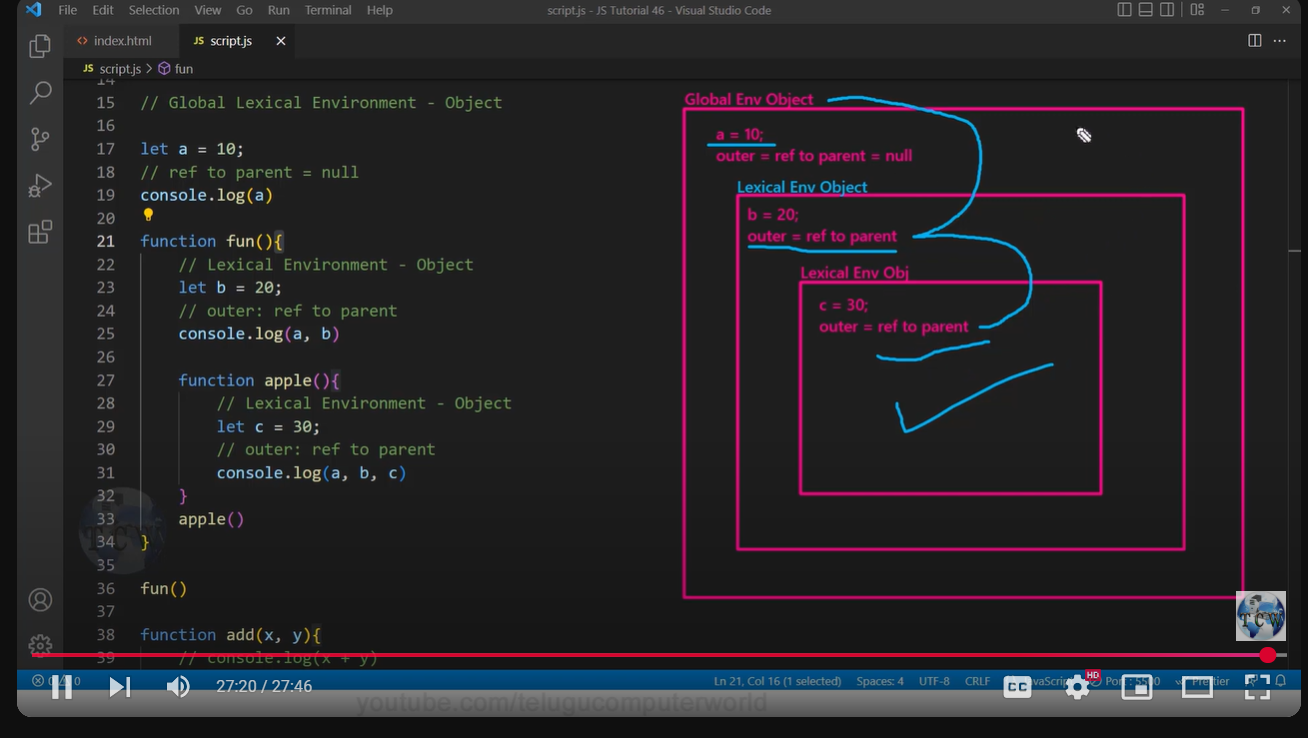 File Edit Selection View Go Run Terminal Help
script.js - JS Tutorial 46 - Visual Studio Code
<> index.html
JS script.js ×
JS script.js > fun
14
15 // Global Lexical Environment - Object
16
17 let a = 10;
18 // ref to parent = null
19 console.log(a)
20
21 function fun(){
22 // Lexical Environment - Object
23 let b = 20;
24 // outer: ref to parent
25 console.log(a, b)
26
27 function apple(){
28 // Lexical Environment - Object
29 let c = 30;
30 // outer: ref to parent
31 console.log(a, b, c)
32 }
33 apple()
34 }
35
36 fun()
37
38 function add(x, y){
39 // console.log(x + y)
Global Env Object
a = 10;
outer = ref to parent = null
Lexical Env Object
b = 20;
outer = ref to parent
Lexical Env Obj
c = 30;
outer = ref to parent
TCW
TCW
Ln 21, Col 16 (1 selected) Spaces: 4 UTF-8 CRLF JavaScript Port : 5500 Prettier
27:20 / 27:46
CC
HD
youtube.com/telugucomputerworld